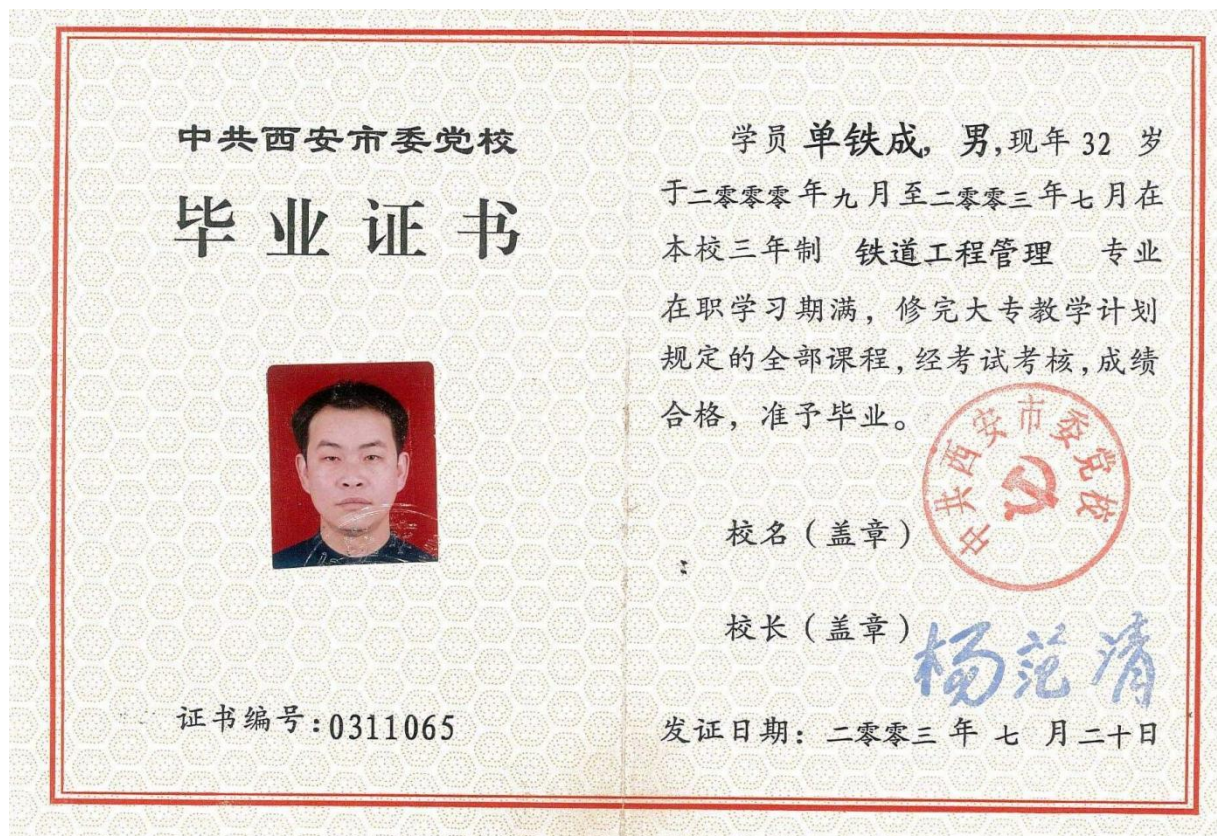 中共西安市委党校
毕业证书
证书编号:0311065
学员 单铁成, 男,现年 32 岁
于二零零零年九月至二零零三年七月在
本校三年制 铁道工程管理 专业
在职学习期满，修完大专教学计划
规定的全部课程,经考试考核,成绩
合格，准予毕业。
中共西安市委党校
校名（盖章）
校长（盖章）
杨范清
发证日期：二零零三年 七 月二十日